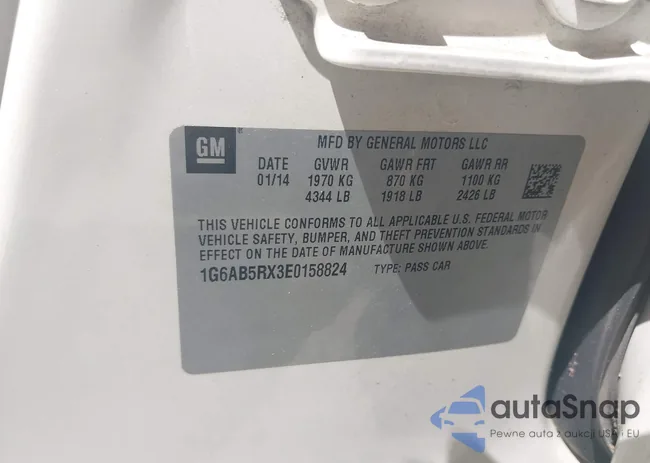 GM
MFD BY GENERAL MOTORS LLC
DATE GVWR GAWR FRT GAWR RR
01/14 1970 KG 870 KG 1100 KG
4344 LB 1918 LB 2426 LB
THIS VEHICLE CONFORMS TO ALL APPLICABLE U.S. FEDERAL MOTOR
VEHICLE SAFETY, BUMPER, AND THEFT PREVENTION STANDARDS IN
EFFECT ON THE DATE OF MANUFACTURE SHOWN ABOVE.
1G6AB5RX3E0158824 TYPE: PASS CAR
autaSnap
Pewne auta z aukcji USA i EU